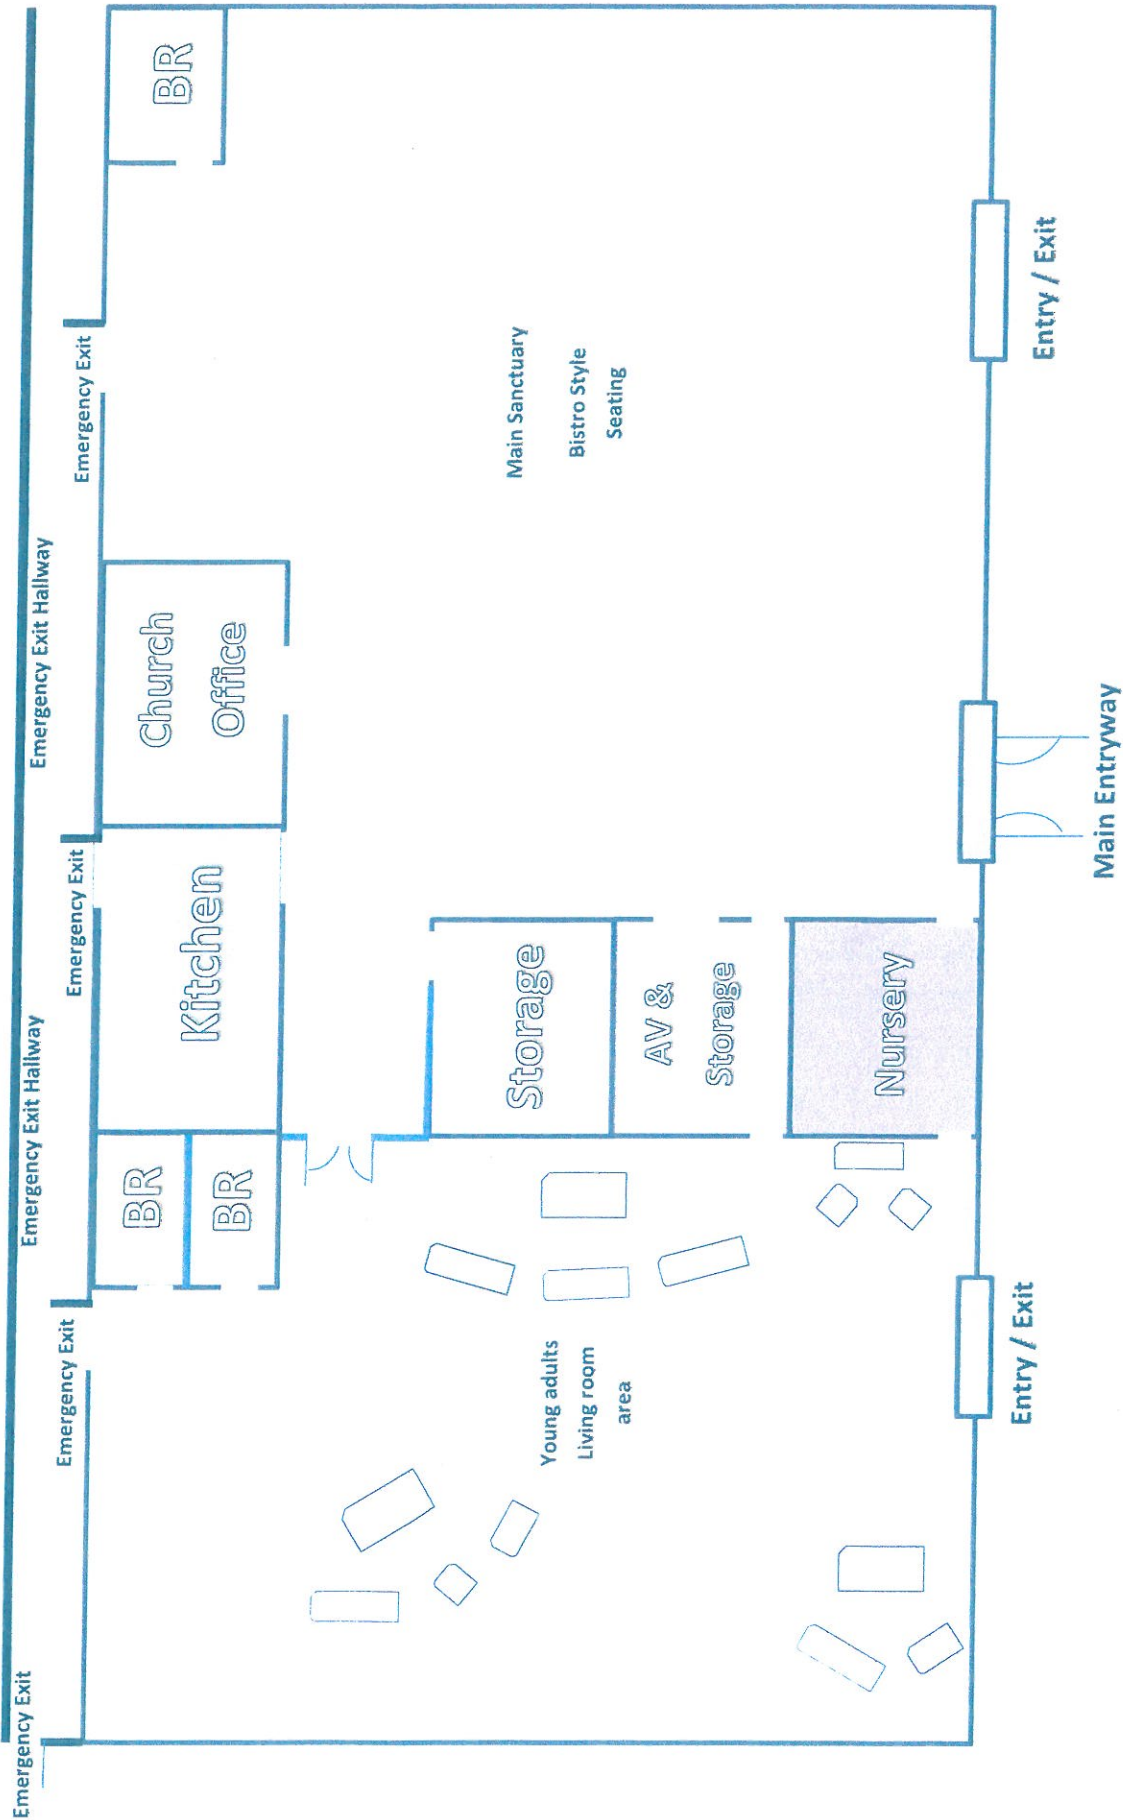 Emergency Exit
Emergency Exit Hallway
Emergency Exit Hallway
Emergency Exit
Emergency Exit
Emergency Exit
BR
BR
Kitchen
Church
Office
BR
Young adults
Living room
area
Storage
AV &
Storage
Nursery
Main Sanctuary
Bistro Style
Seating
Entry / Exit
Main Entryway
Entry / Exit